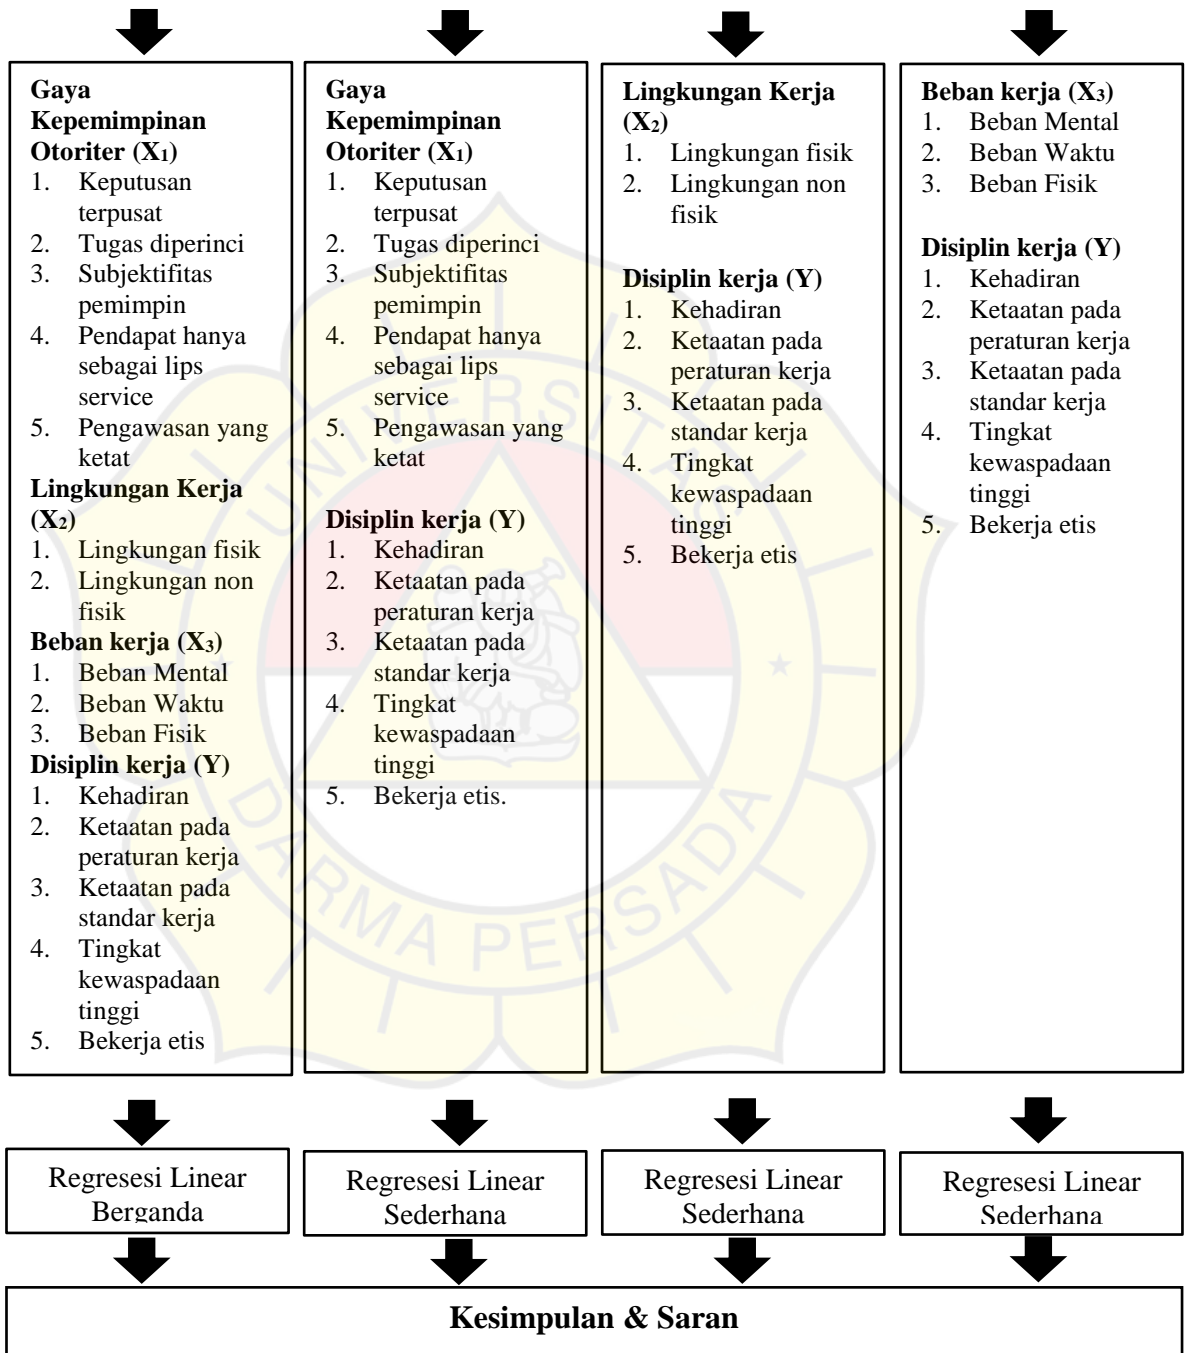 Gaya
Kepemimpinan
Otoriter (X₁)
1. Keputusan
terpusat
2. Tugas diperinci
3. Subjektifitas
pemimpin
4. Pendapat hanya
sebagai lips
service
5. Pengawasan yang
ketat
Lingkungan Kerja
(X₂)
1. Lingkungan fisik
2. Lingkungan non
fisik
Beban kerja (X₃)
1. Beban Mental
2. Beban Waktu
3. Beban Fisik
Disiplin kerja (Y)
1. Kehadiran
2. Ketaatan pada
peraturan kerja
3. Ketaatan pada
standar kerja
4. Tingkat
kewaspadaan
tinggi
5. Bekerja etis
Gaya
Kepemimpinan
Otoriter (X₁)
1. Keputusan
terpusat
2. Tugas diperinci
3. Subjektifitas
pemimpin
4. Pendapat hanya
sebagai lips
service
5. Pengawasan yang
ketat
Disiplin kerja (Y)
1. Kehadiran
2. Ketaatan pada
peraturan kerja
3. Ketaatan pada
standar kerja
4. Tingkat
kewaspadaan
tinggi
5. Bekerja etis.
Lingkungan Kerja
(X₂)
1. Lingkungan fisik
2. Lingkungan non
fisik
Disiplin kerja (Y)
1. Kehadiran
2. Ketaatan pada
peraturan kerja
3. Ketaatan pada
standar kerja
4. Tingkat
kewaspadaan
tinggi
5. Bekerja etis
Beban kerja (X₃)
1. Beban Mental
2. Beban Waktu
3. Beban Fisik
Disiplin kerja (Y)
1. Kehadiran
2. Ketaatan pada
peraturan kerja
3. Ketaatan pada
standar kerja
4. Tingkat
kewaspadaan
tinggi
5. Bekerja etis
UNIVERSITAS
DARMA PERSADA
Regresesi Linear
Berganda
Regresesi Linear
Sederhana
Regresesi Linear
Sederhana
Regresesi Linear
Sederhana
Kesimpulan & Saran